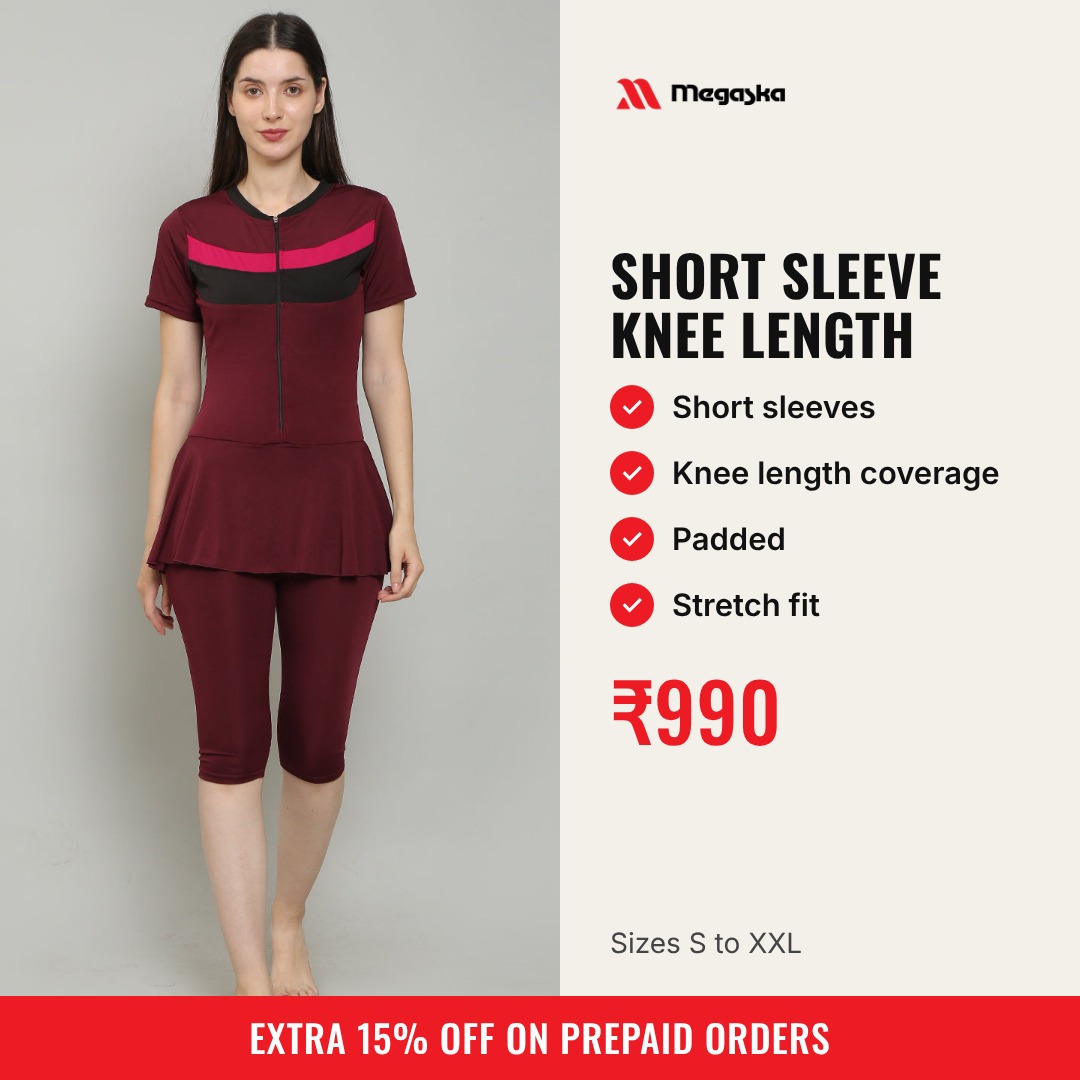 Megaska
SHORT SLEEVE
KNEE LENGTH
Short sleeves
Knee length coverage
Padded
Stretch fit
₹990
Sizes S to XXL
EXTRA 15% OFF ON PREPAID ORDERS